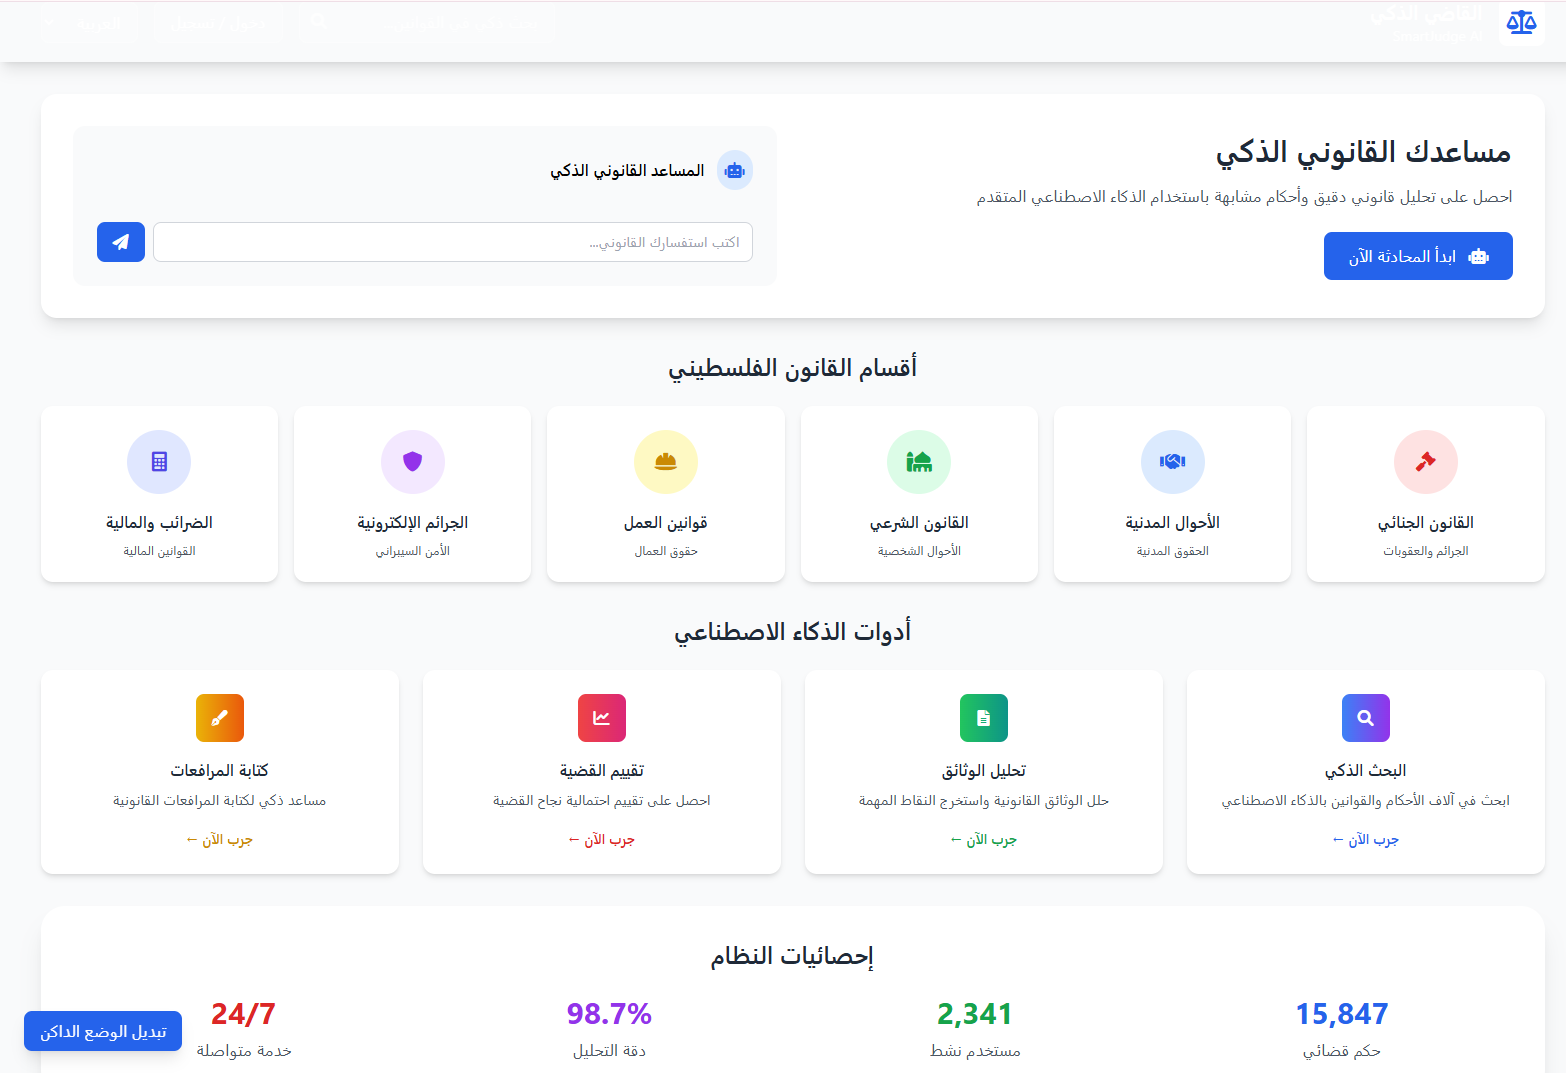 القاضي الذكي
SmartJudge AI
دخول / تسجيل
العربية
مساعدك القانوني الذكي
احصل على تحليل قانوني دقيق وأحكام مشابهة باستخدام الذكاء الاصطناعي المتقدم
ابدأ المحادثة الآن
المساعد القانوني الذكي
اكتب استفسارك القانوني...
أقسام القانون الفلسطيني
القانون الجنائي
الجرائم والعقوبات
الأحوال المدنية
الحقوق المدنية
القانون الشرعي
الأحوال الشخصية
قوانين العمل
حقوق العمال
الجرائم الإلكترونية
الأمن السيبراني
الضرائب والمالية
القوانين المالية
أدوات الذكاء الاصطناعي
البحث الذكي
ابحث في آلاف الأحكام والقوانين بالذكاء الاصطناعي
جرب الآن ←
تحليل الوثائق
حلل الوثائق القانونية واستخرج النقاط المهمة
جرب الآن ←
تقييم القضية
احصل على تقييم احتمالية نجاح القضية
جرب الآن ←
كتابة المرافعات
مساعد ذكي لكتابة المرافعات القانونية
جرب الآن ←
إحصائيات النظام
15,847
حكم قضائي
2,341
مستخدم نشط
98.7%
دقة التحليل
24/7
خدمة متواصلة
تبديل الوضع الداكن